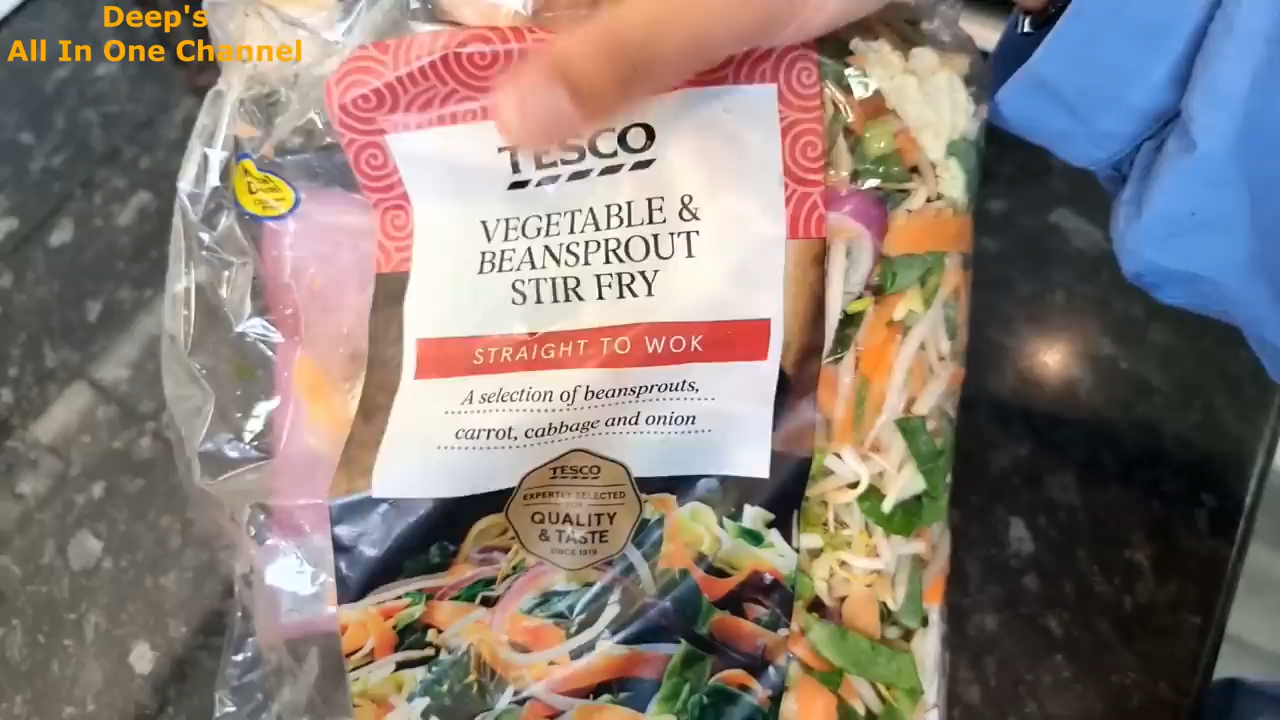 Deep's
All In One Channel
TESCO
VEGETABLE &
BEANSPROUT
STIR FRY
STRAIGHT TO WOK
A selection of beansprouts,
carrot, cabbage and onion
TESCO
EXPERTLY SELECTED
FOR
QUALITY
& TASTE
SINCE 1919